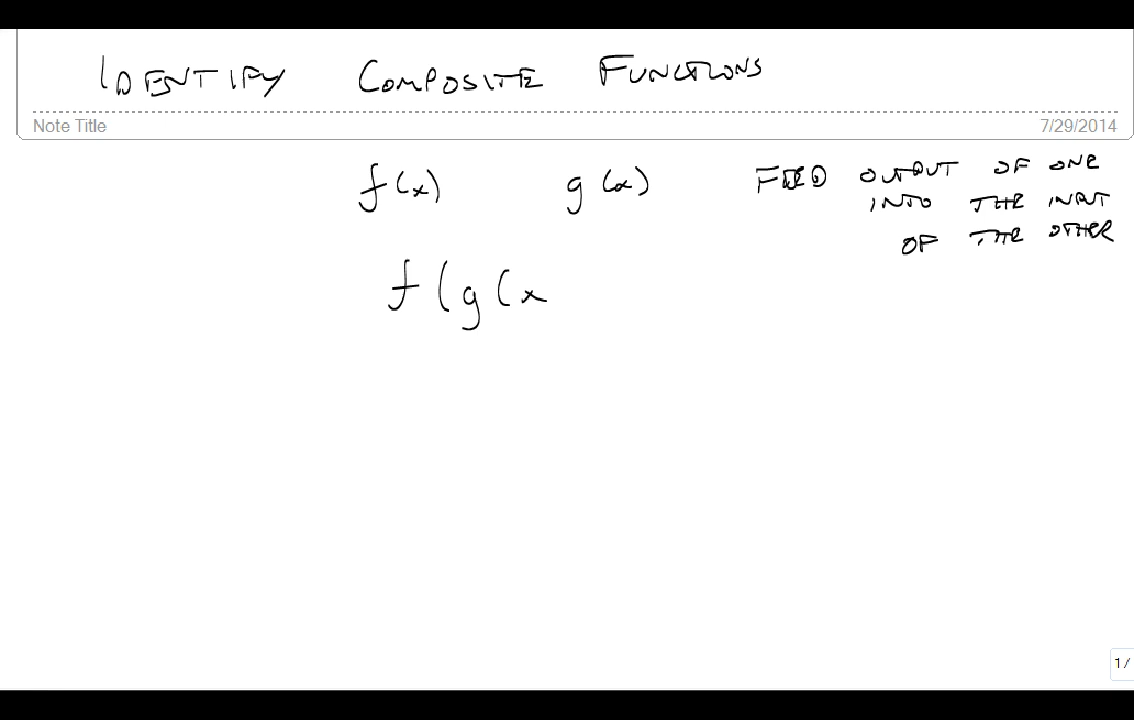 IDENTIFY COMPOSITE FUNCTIONS
Note Title 7/29/2014
f(x) g(x) FEED OUTPUT OF ONE
INTO THE INPUT
OF THE OTHER
f(g(x
1/